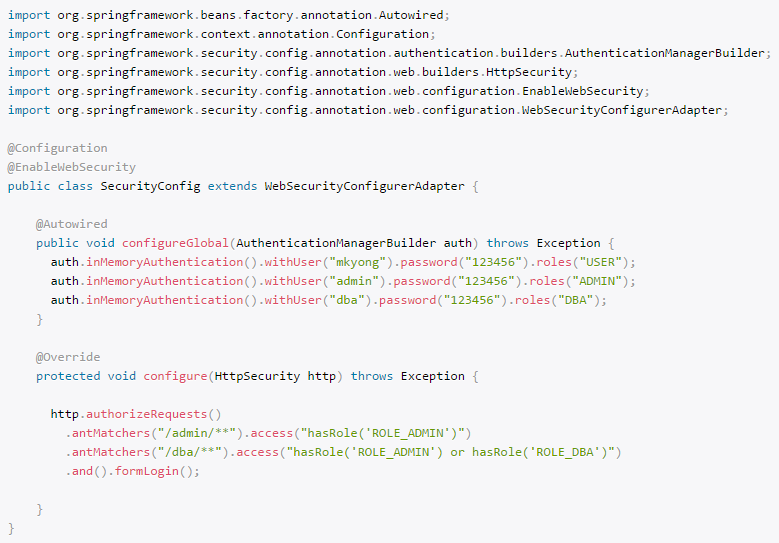 import org.springframework.beans.factory.annotation.Autowired;
import org.springframework.context.annotation.Configuration;
import org.springframework.security.config.annotation.authentication.builders.AuthenticationManagerBuilder;
import org.springframework.security.config.annotation.web.builders.HttpSecurity;
import org.springframework.security.config.annotation.web.configuration.EnableWebSecurity;
import org.springframework.security.config.annotation.web.configuration.WebSecurityConfigurerAdapter;

@Configuration
@EnableWebSecurity
public class SecurityConfig extends WebSecurityConfigurerAdapter {

    @Autowired
    public void configureGlobal(AuthenticationManagerBuilder auth) throws Exception {
      auth.inMemoryAuthentication().withUser("mkyong").password("123456").roles("USER");
      auth.inMemoryAuthentication().withUser("admin").password("123456").roles("ADMIN");
      auth.inMemoryAuthentication().withUser("dba").password("123456").roles("DBA");
    }

    @Override
    protected void configure(HttpSecurity http) throws Exception {

      http.authorizeRequests()
        .antMatchers("/admin/**").access("hasRole('ROLE_ADMIN')")
        .antMatchers("/dba/**").access("hasRole('ROLE_ADMIN') or hasRole('ROLE_DBA')")
        .and().formLogin();

    }
}